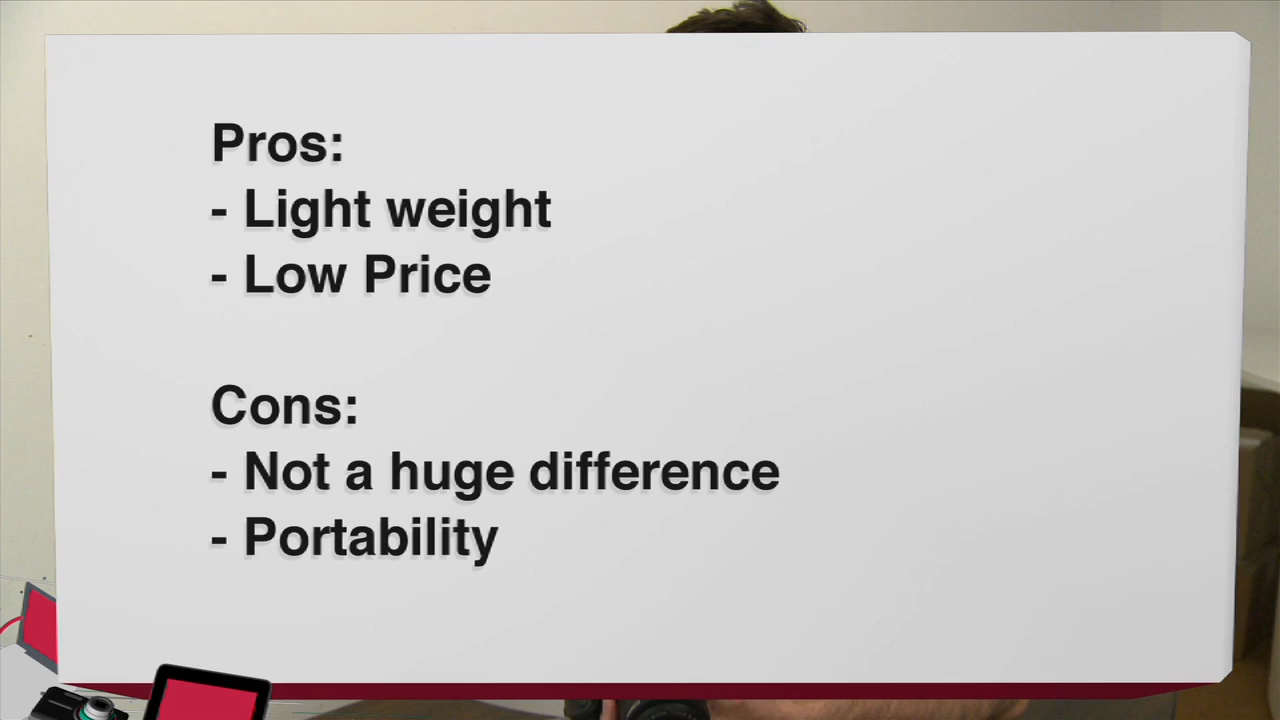 Pros:
- Light weight
- Low Price
Cons:
- Not a huge difference
- Portability